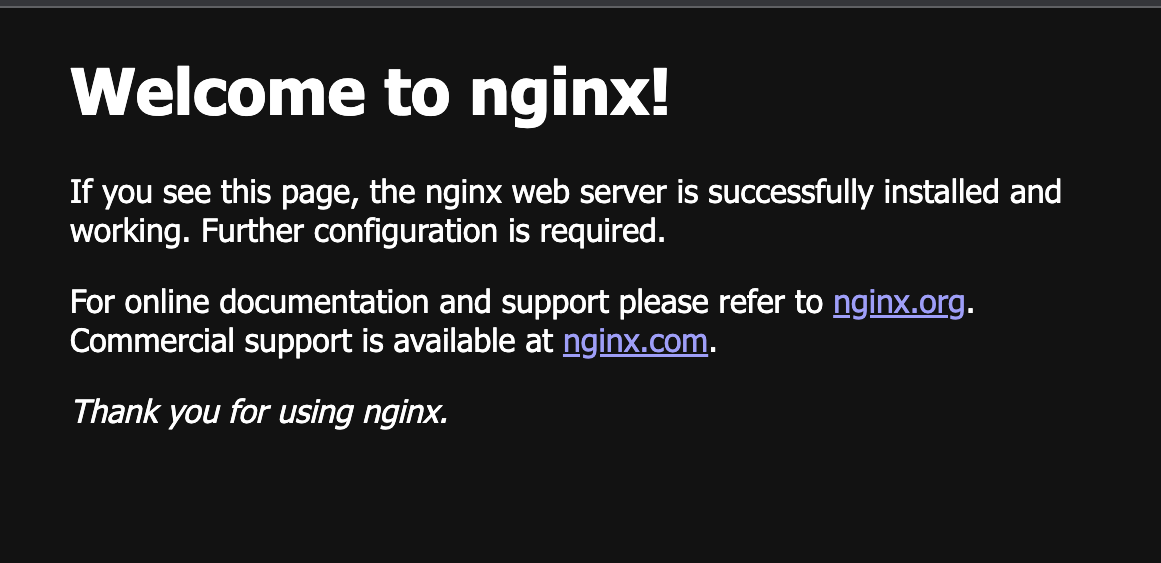 Welcome to nginx!
If you see this page, the nginx web server is successfully installed and
working. Further configuration is required.
For online documentation and support please refer to nginx.org.
Commercial support is available at nginx.com.
Thank you for using nginx.